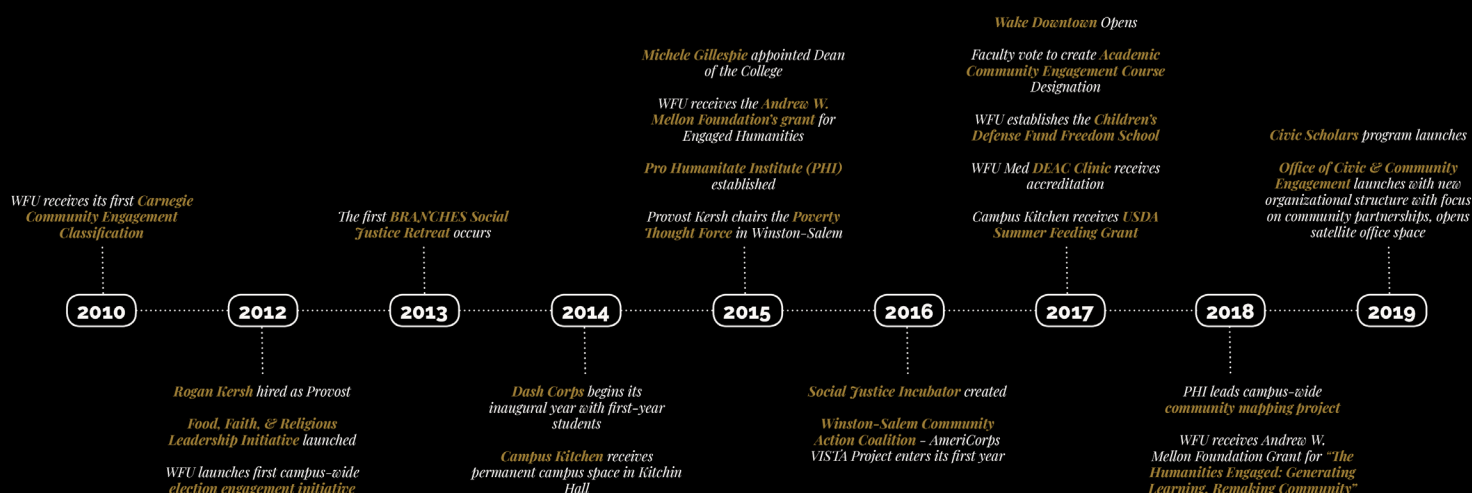 WFU receives its first Carnegie
Community Engagement
Classification
2010
2012
Rogan Kersh hired as Provost
Food, Faith, & Religious
Leadership Initiative launched
WFU launches first campus-wide
election engagement initiative
The first BRANCHES Social
Justice Retreat occurs
2013
2014
Dash Corps begins its
inaugural year with first-year
students
Campus Kitchen receives
permanent campus space in Kitchin
Hall
Michele Gillespie appointed Dean
of the College
WFU receives the Andrew W.
Mellon Foundation's grant for
Engaged Humanities
Pro Humanitate Institute (PHI)
established
Provost Kersh chairs the Poverty
Thought Force in Winston-Salem
2015
2016
Social Justice Incubator created
Winston-Salem Community
Action Coalition - AmeriCorps
VISTA Project enters its first year
Wake Downtown Opens
Faculty vote to create Academic
Community Engagement Course
Designation
WFU establishes the Children's
Defense Fund Freedom School
WFU Med DEAC Clinic receives
accreditation
Campus Kitchen receives USDA
Summer Feeding Grant
2017
2018
PHI leads campus-wide
community mapping project
WFU receives Andrew W.
Mellon Foundation Grant for "The
Humanities Engaged: Generating
Learning, Remaking Community"
Civic Scholars program launches
Office of Civic & Community
Engagement launches with new
organizational structure with focus
on community partnerships, opens
satellite office space
2019